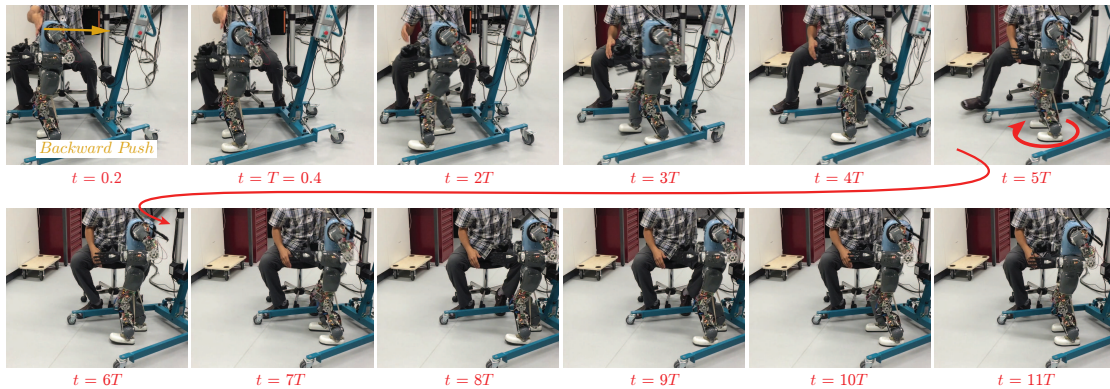 Backward Push
t = 0.2
t = T = 0.4
t = 2T
t = 3T
t = 4T
t = 5T
t = 6T
t = 7T
t = 8T
t = 9T
t = 10T
t = 11T